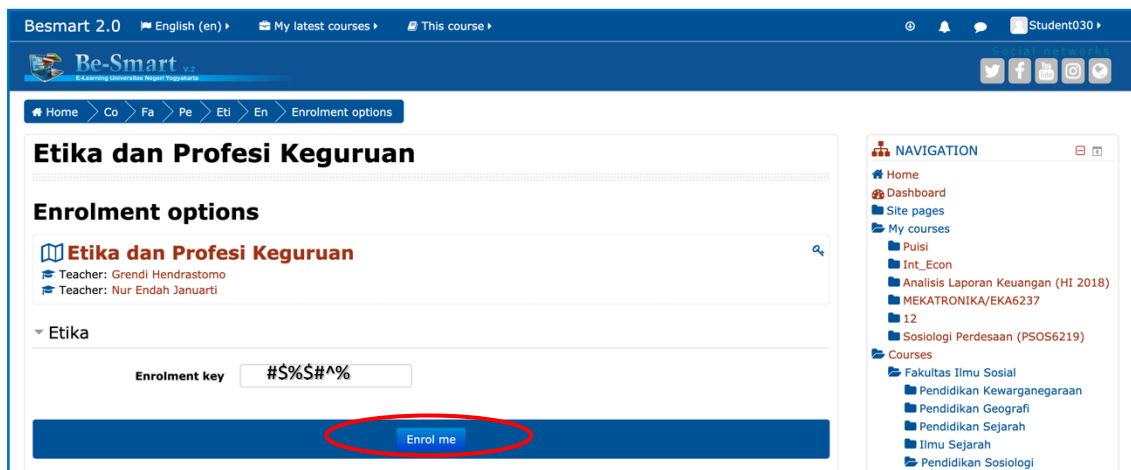 Besmart 2.0 English (en) My latest courses This course Student030
Be-Smart v.2
E-Learning Universitas Negeri Yogyakarta
Social networks
Home Co Fa Pe Eti En Enrolment options
Etika dan Profesi Keguruan
Enrolment options
Etika dan Profesi Keguruan
Teacher: Grendi Hendrastomo
Teacher: Nur Endah Januarti
Etika
Enrolment key #$%$#^%
Enrol me
NAVIGATION
Home
Dashboard
Site pages
My courses
Puisi
Int_Econ
Analisis Laporan Keuangan (HI 2018)
MEKATRONIKA/EKA6237
12
Sosiologi Perdesaan (PSOS6219)
Courses
Fakultas Ilmu Sosial
Pendidikan Kewarganegaraan
Pendidikan Geografi
Pendidikan Sejarah
Ilmu Sejarah
Pendidikan Sosiologi